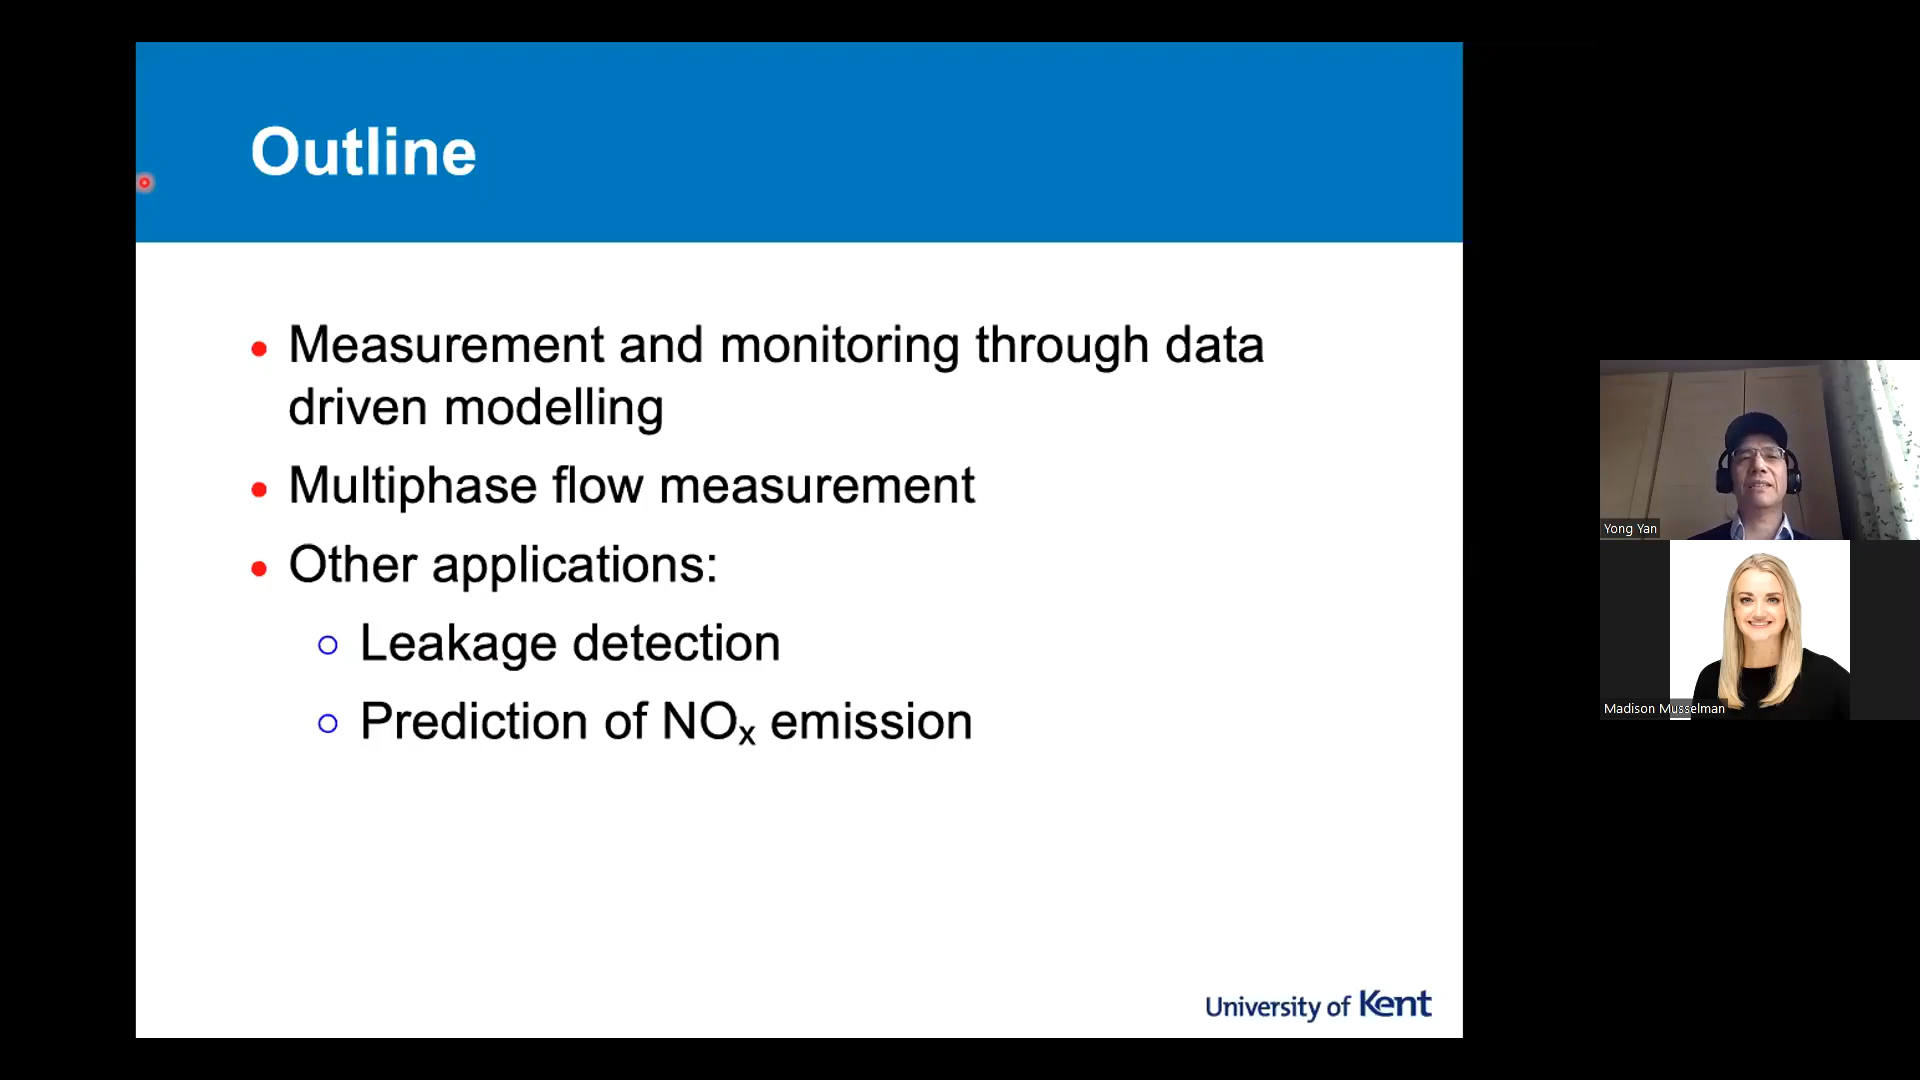 Outline
Measurement and monitoring through data
driven modelling
Multiphase flow measurement
Other applications:
Leakage detection
Prediction of NOₓ emission
University of Kent
Yong Yan
Madison Musselman